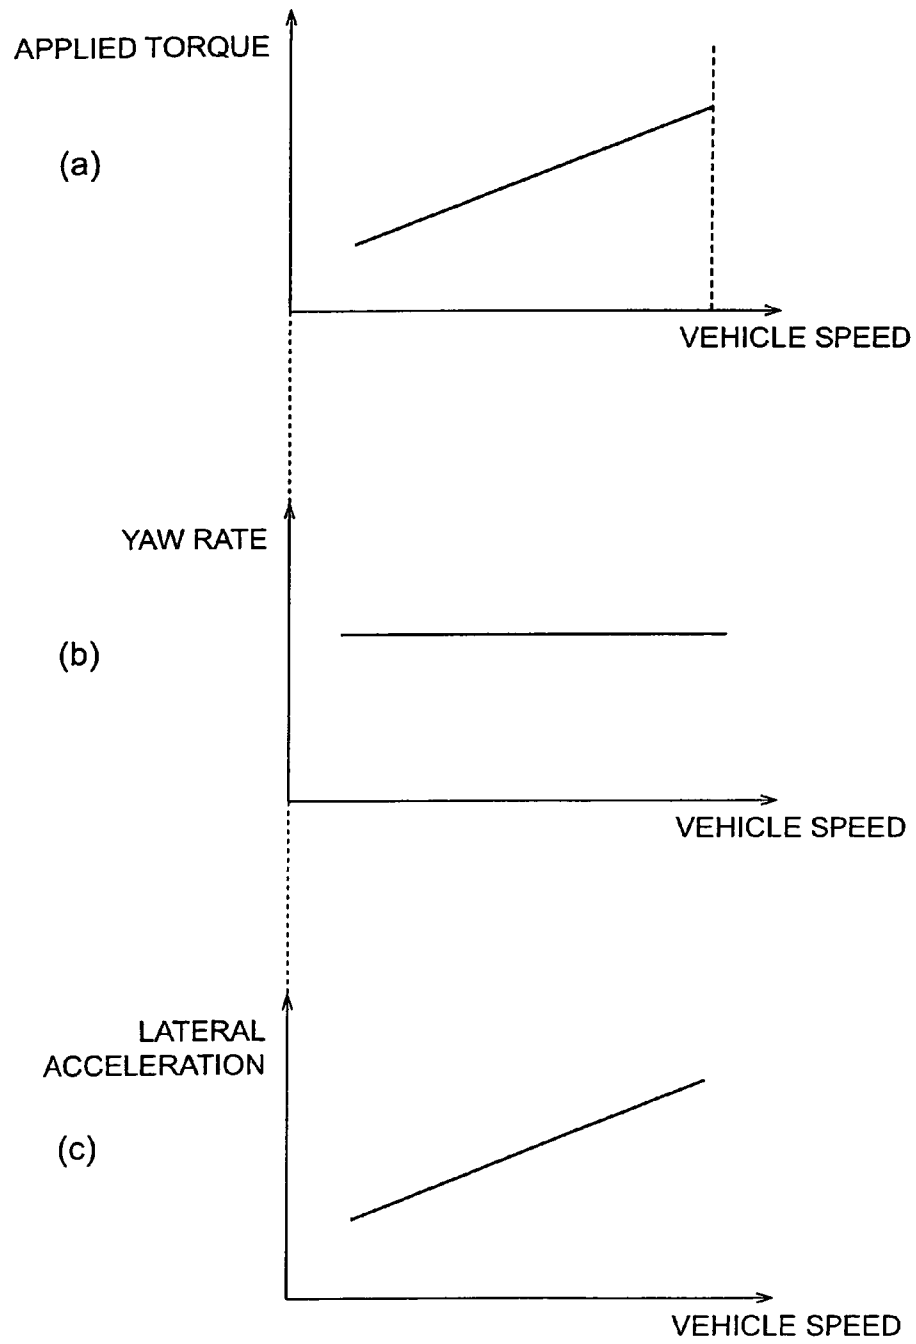 APPLIED TORQUE
(a)
VEHICLE SPEED
YAW RATE
(b)
VEHICLE SPEED
LATERAL
ACCELERATION
(c)
VEHICLE SPEED